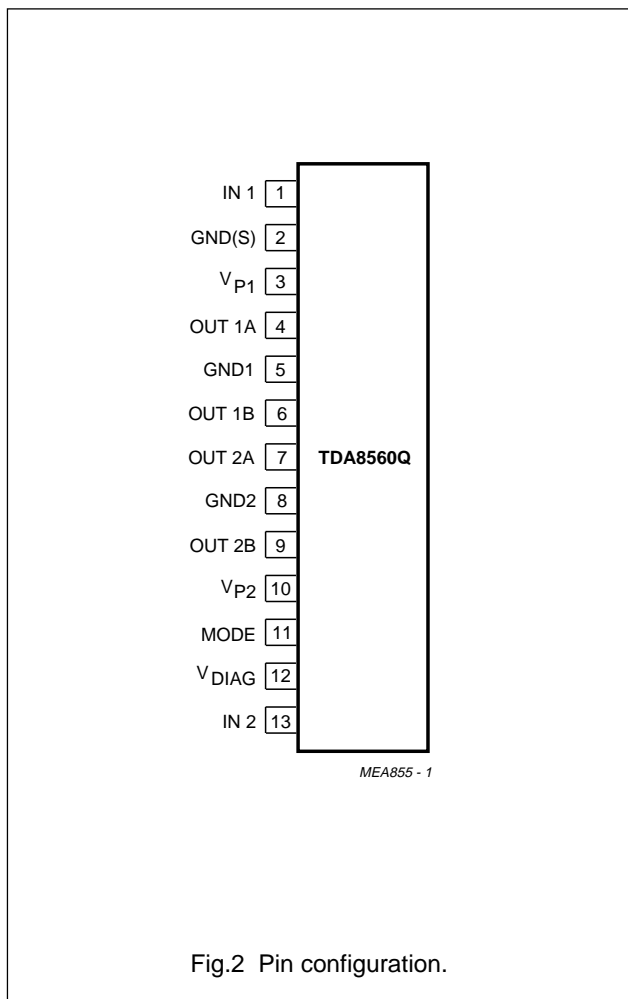 IN 1 1
GND(S) 2
VP1 3
OUT 1A 4
GND1 5
OUT 1B 6
OUT 2A 7 TDA8560Q
GND2 8
OUT 2B 9
VP2 10
MODE 11
VDIAG 12
IN 2 13
MEA855 - 1
Fig.2 Pin configuration.